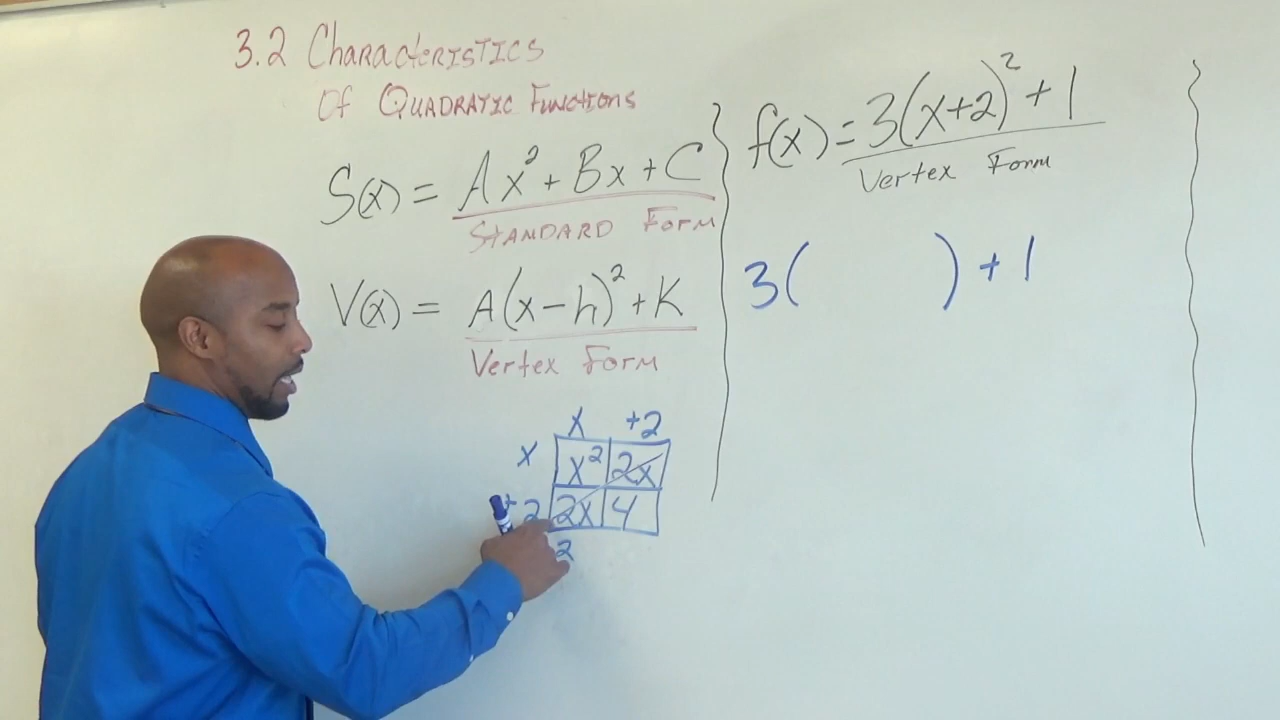 3.2 Characteristics
Of Quadratic Functions
S(x) = Ax² + Bx + C
Standard Form
V(x) = A(x-h)² + K
Vertex Form
x +2
x x² 2x
+2 2x 4
2
f(x) = 3(x+2)² + 1
Vertex Form
3( ) + 1